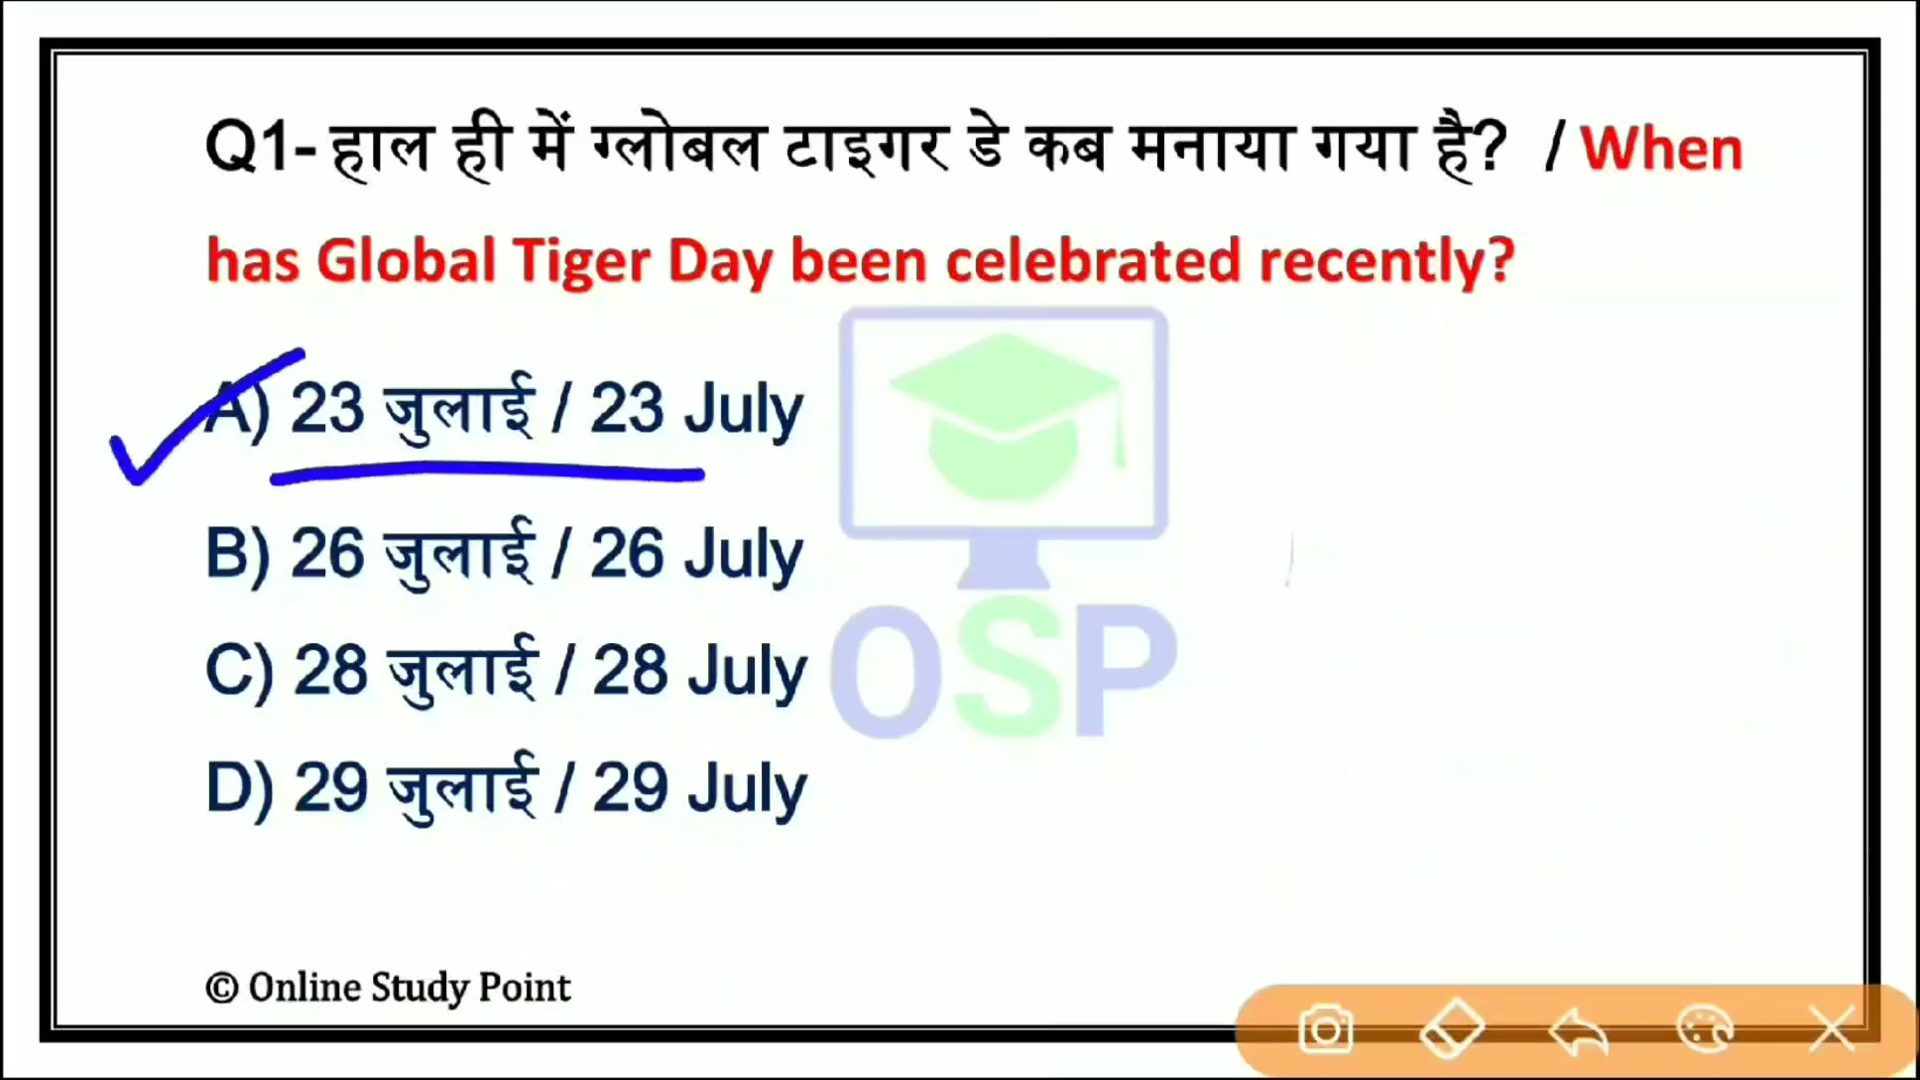 Q1- हाल ही में ग्लोबल टाइगर डे कब मनाया गया है? / When
has Global Tiger Day been celebrated recently?
A) 23 जुलाई / 23 July
B) 26 जुलाई / 26 July
C) 28 जुलाई / 28 July
D) 29 जुलाई / 29 July
OSP
© Online Study Point